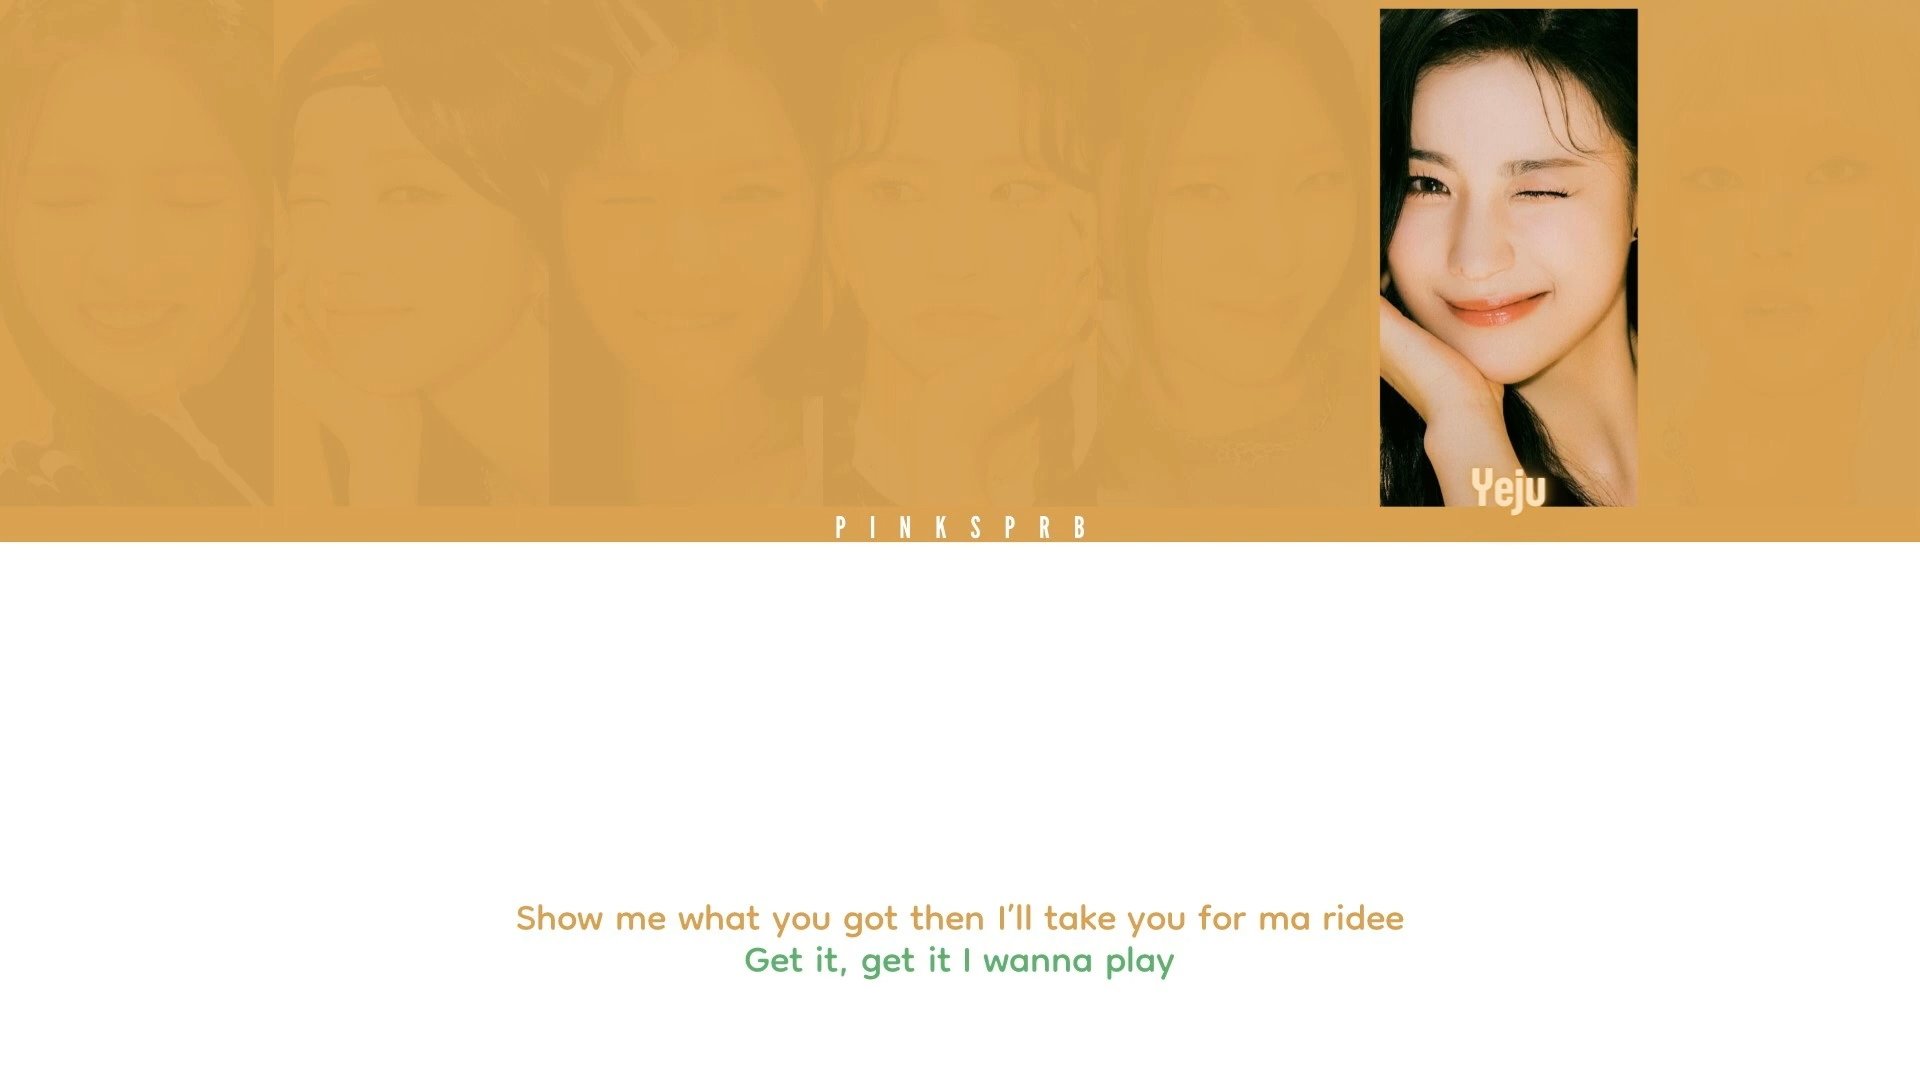 Yeju
PINKSPRB
Show me what you got then I'll take you for ma ridee
Get it, get it I wanna play